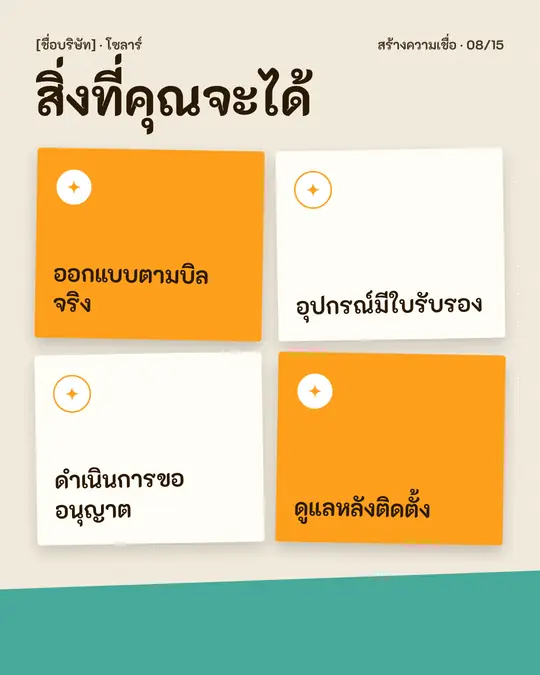 [ชื่อบริษัท] · โซลาร์
สร้างความเชื่อ · 08/15
สิ่งที่คุณจะได้
ออกแบบตามบิล
จริง
อุปกรณ์มีใบรับรอง
ดำเนินการขอ
อนุญาต
ดูแลหลังติดตั้ง